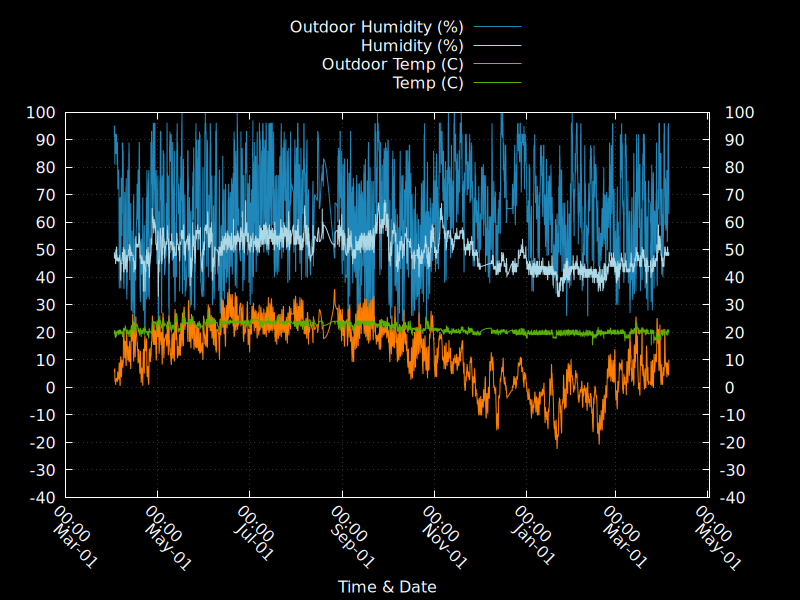 Outdoor Humidity (%)
Humidity (%)
Outdoor Temp (C)
Temp (C)
100 100
90 90
80 80
70 70
60 60
50 50
40 40
30 30
20 20
10 10
0 0
-10 -10
-20 -20
-30 -30
-40 -40
00:00 00:00 00:00 00:00 00:00 00:00 00:00 00:00
Mar-01 May-01 Jul-01 Sep-01 Nov-01 Jan-01 Mar-01 May-01
Time & Date